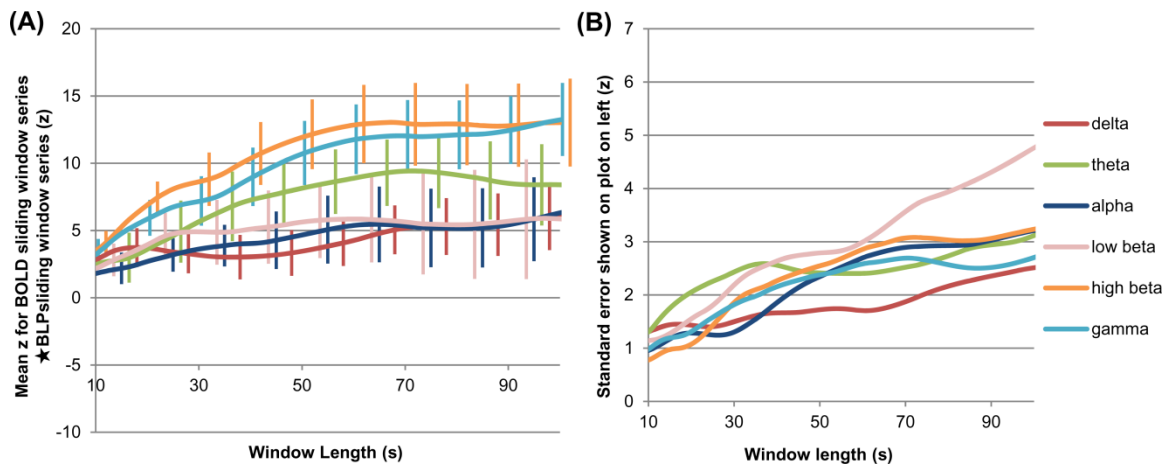 (A)
Mean z for BOLD sliding window series
★BLPsliding window series (z)
20
15
10
5
0
-5
-10
10
30
50
70
90
Window Length (s)
(B)
Standard error shown on plot on left (z)
7
6
5
4
3
2
1
0
10
30
50
70
90
Window length (s)
delta
theta
alpha
low beta
high beta
gamma